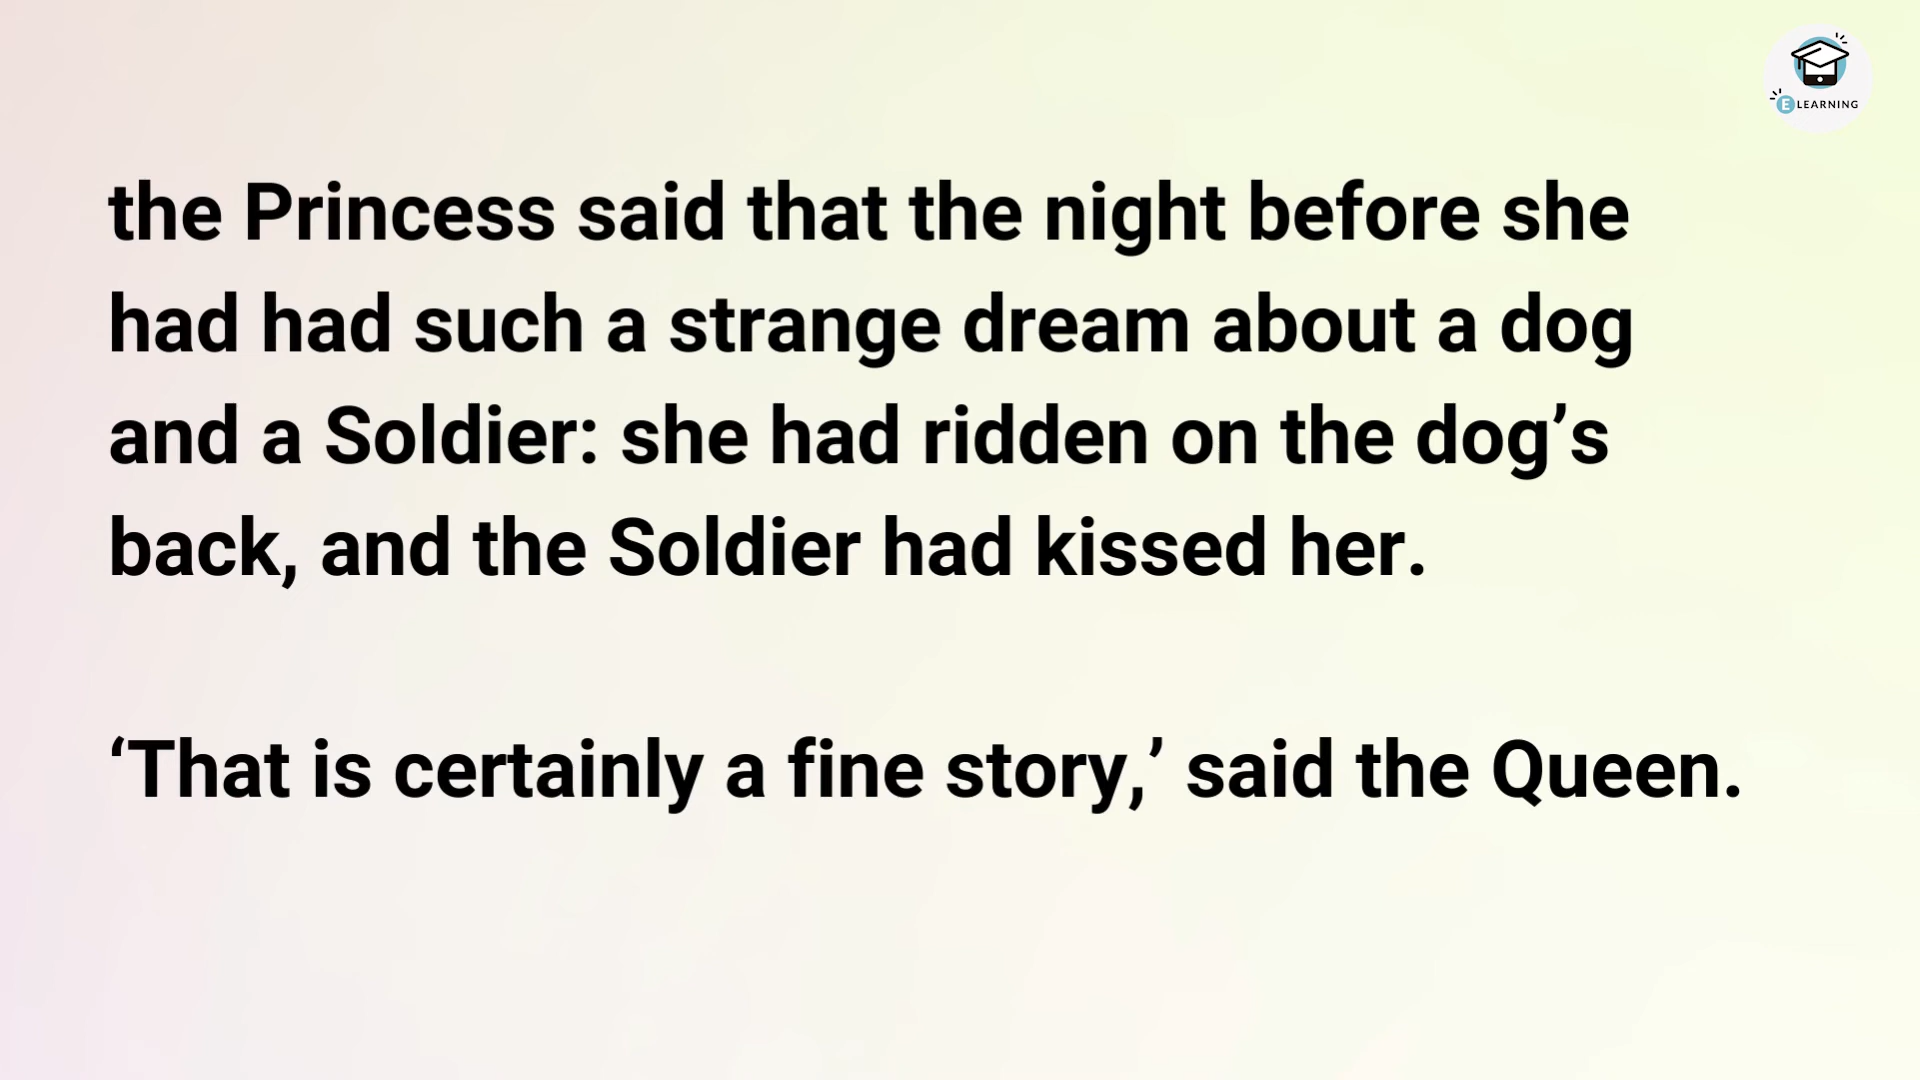 E LEARNING
the Princess said that the night before she
had had such a strange dream about a dog
and a Soldier: she had ridden on the dog’s
back, and the Soldier had kissed her.
‘That is certainly a fine story,’ said the Queen.